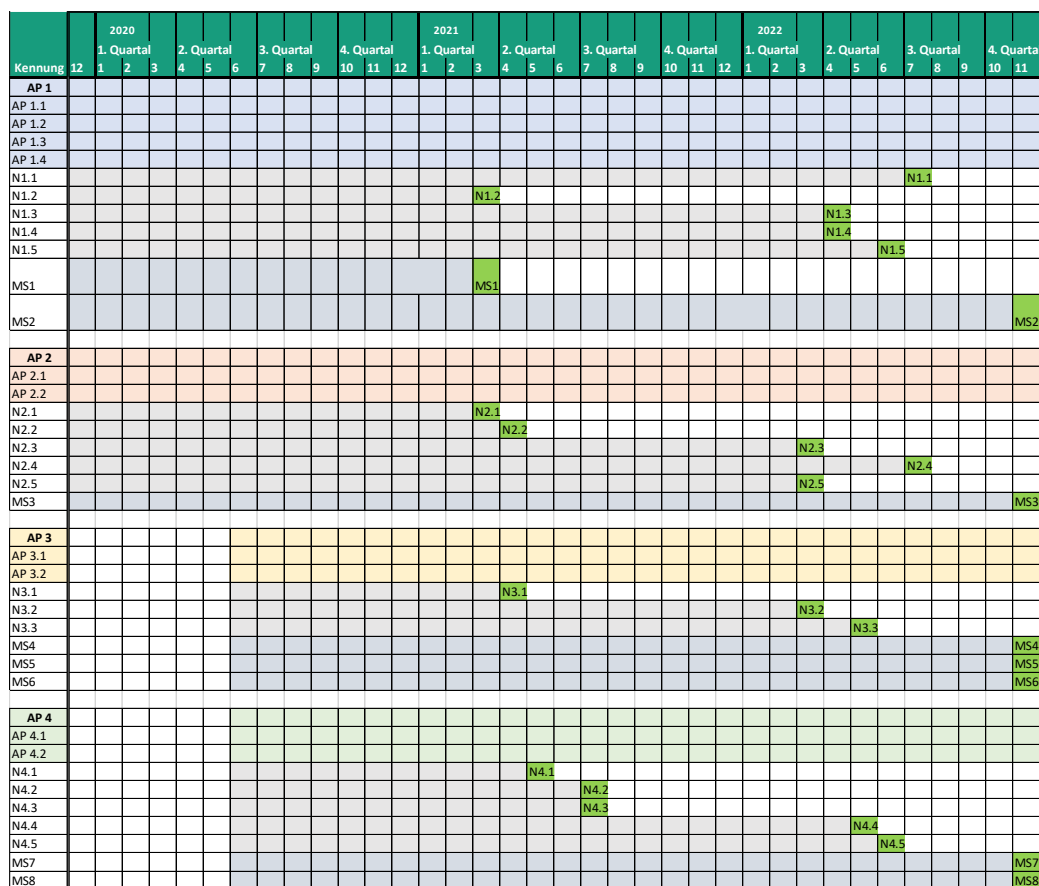 2020 2021 2022
1. Quartal 2. Quartal 3. Quartal 4. Quartal 1. Quartal 2. Quartal 3. Quartal 4. Quartal 1. Quartal 2. Quartal 3. Quartal 4. Quarta
Kennung 12 1 2 3 4 5 6 7 8 9 10 11 12 1 2 3 4 5 6 7 8 9 10 11 12 1 2 3 4 5 6 7 8 9 10 11
AP 1
AP 1.1
AP 1.2
AP 1.3
AP 1.4
N1.1 N1.1
N1.2 N1.2
N1.3 N1.3
N1.4 N1.4
N1.5 N1.5
MS1 MS1
MS2 MS2
AP 2
AP 2.1
AP 2.2
N2.1 N2.1
N2.2 N2.2
N2.3 N2.3
N2.4 N2.4
N2.5 N2.5
MS3 MS3
AP 3
AP 3.1
AP 3.2
N3.1 N3.1
N3.2 N3.2
N3.3 N3.3
MS4 MS4
MS5 MS5
MS6 MS6
AP 4
AP 4.1
AP 4.2
N4.1 N4.1
N4.2 N4.2
N4.3 N4.3
N4.4 N4.4
N4.5 N4.5
MS7 MS7
MS8 MS8